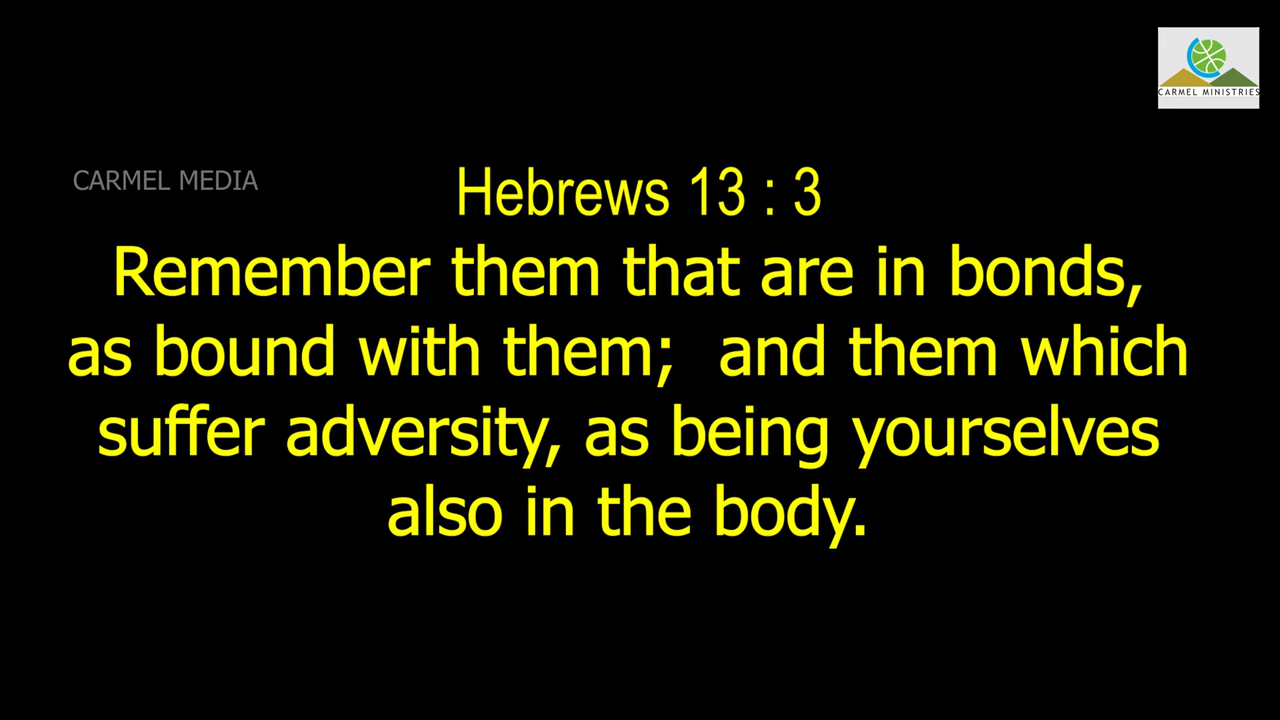 CARMEL MINISTRIES
CARMEL MEDIA
Hebrews 13 : 3
Remember them that are in bonds,
as bound with them;  and them which
suffer adversity, as being yourselves
also in the body.